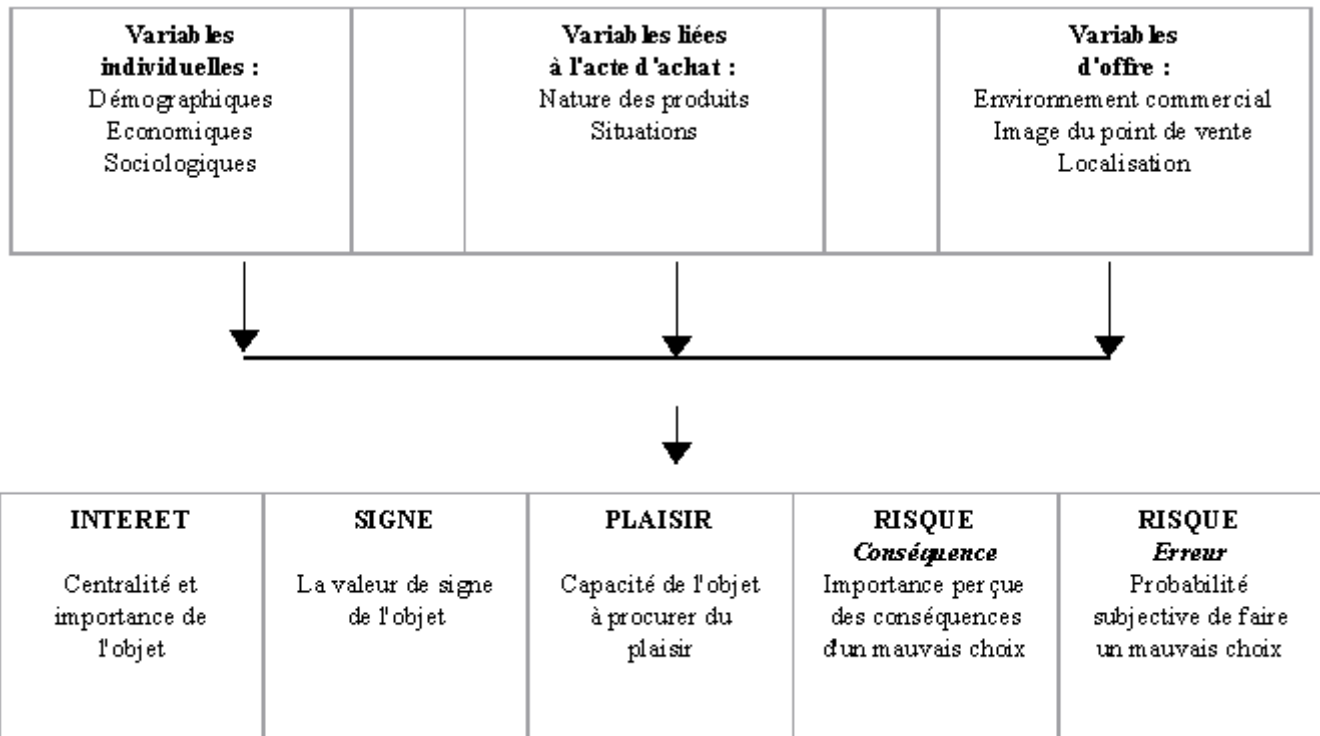 Variables
individuelles :
Démographiques
Economiques
Sociologiques
Variables liées
à l'acte d'achat :
Nature des produits
Situations
Variables
d'offre :
Environnement commercial
Image du point de vente
Localisation
INTERET
Centralité et
importance de
l'objet
SIGNE
La valeur de signe
de l'objet
PLAISIR
Capacité de l'objet
à procurer du
plaisir
RISQUE
Conséquence
Importance perçue
des conséquences
d'un mauvais choix
RISQUE
Erreur
Probabilité
subjective de faire
un mauvais choix